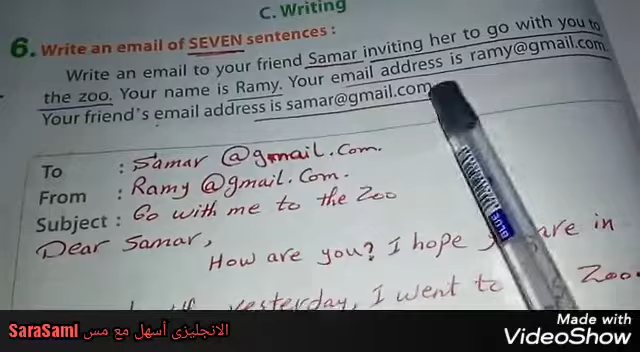 C. Writing
6. Write an email of SEVEN sentences :
Write an email to your friend Samar inviting her to go with you to
the zoo. Your name is Ramy. Your email address is ramy@gmail.com.
Your friend's email address is samar@gmail.com
To : Samar @gmail.Com.
From : Ramy @gmail.Com.
Subject : Go with me to the Zoo
Dear Samar,
How are you? I hope are in
yesterday, I went to Zoo.
SaraSamI الانجليزى أسهل مع مس
Made with
VideoShow